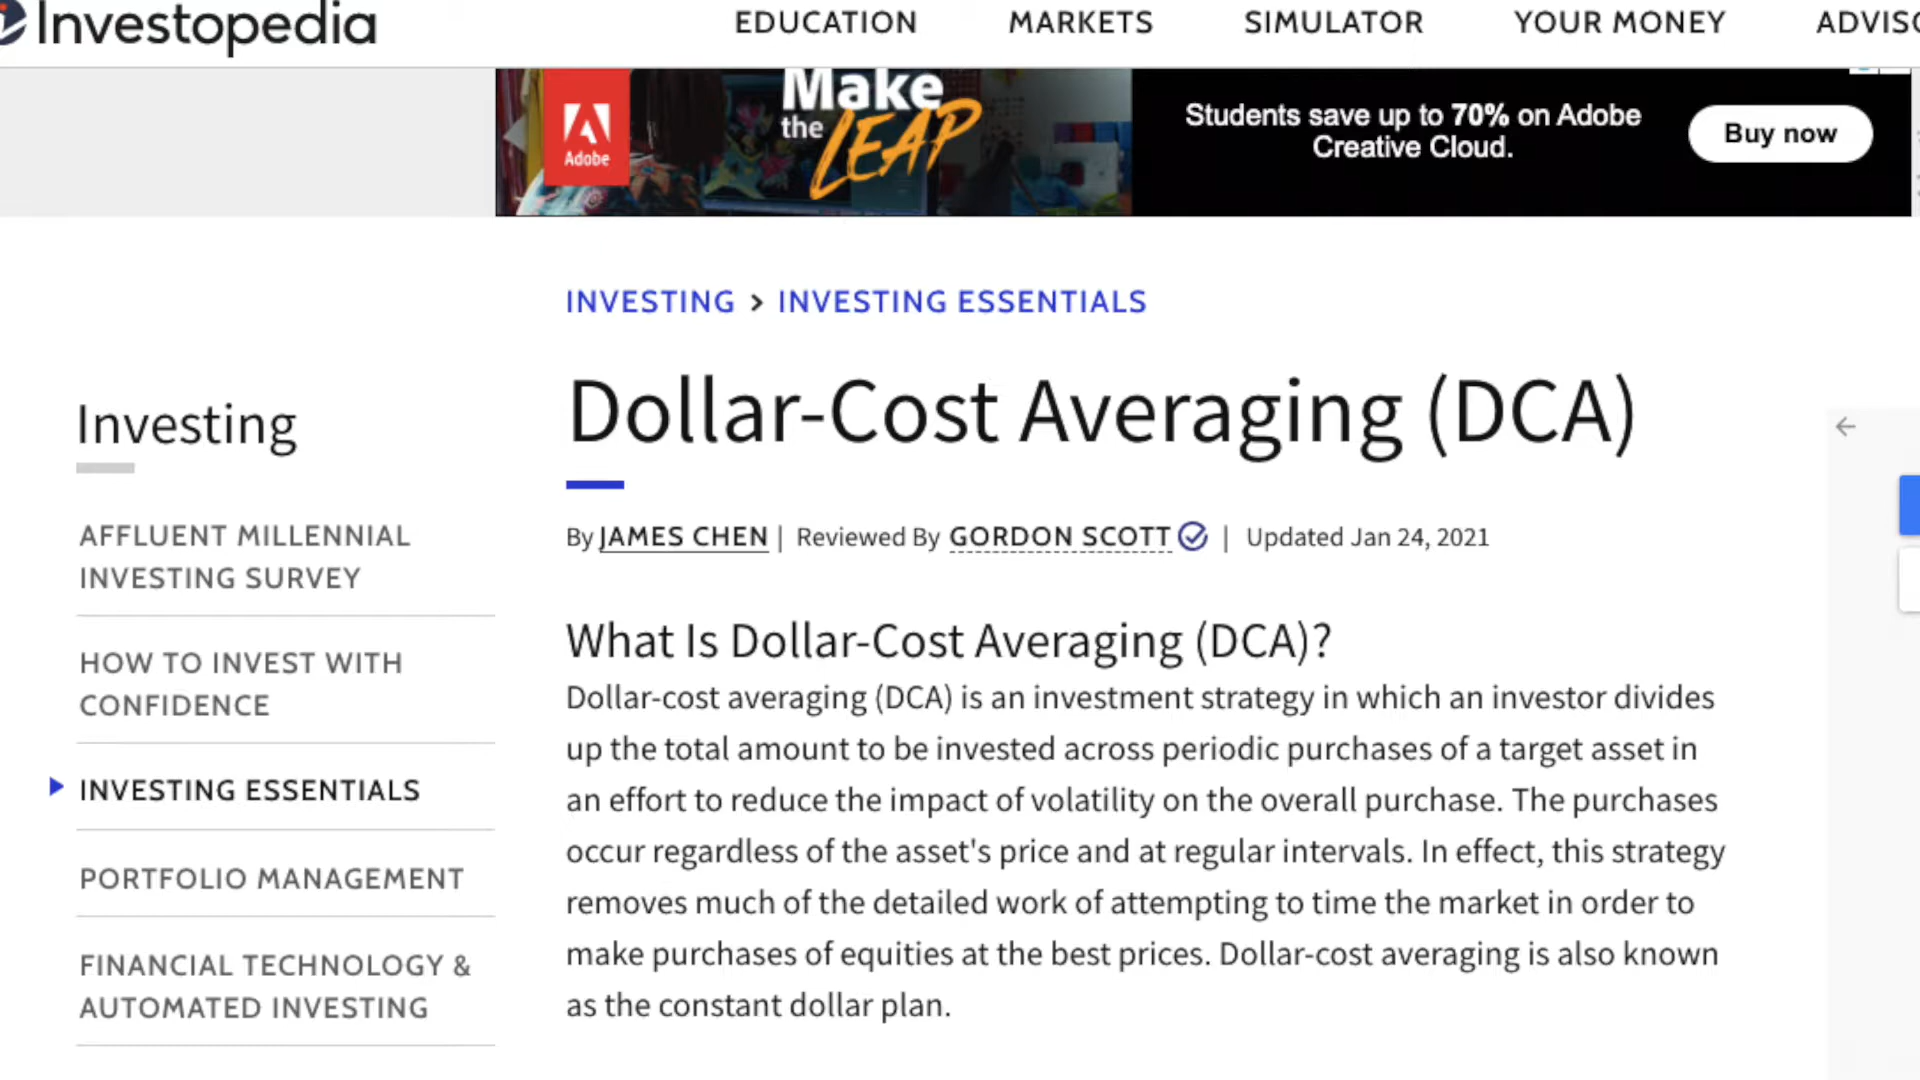 Investopedia
EDUCATION
MARKETS
SIMULATOR
YOUR MONEY
Adobe
Make
the LEAP
Students save up to 70% on Adobe
Creative Cloud.
Buy now
INVESTING > INVESTING ESSENTIALS
Investing
AFFLUENT MILLENNIAL
INVESTING SURVEY
HOW TO INVEST WITH
CONFIDENCE
INVESTING ESSENTIALS
PORTFOLIO MANAGEMENT
FINANCIAL TECHNOLOGY &
AUTOMATED INVESTING
Dollar-Cost Averaging (DCA)
By JAMES CHEN | Reviewed By GORDON SCOTT | Updated Jan 24, 2021
What Is Dollar-Cost Averaging (DCA)?
Dollar-cost averaging (DCA) is an investment strategy in which an investor divides
up the total amount to be invested across periodic purchases of a target asset in
an effort to reduce the impact of volatility on the overall purchase. The purchases
occur regardless of the asset's price and at regular intervals. In effect, this strategy
removes much of the detailed work of attempting to time the market in order to
make purchases of equities at the best prices. Dollar-cost averaging is also known
as the constant dollar plan.